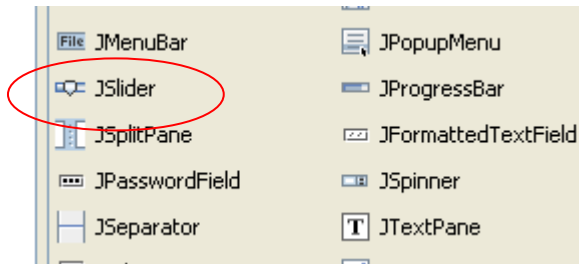 File JMenuBar JPopupMenu
JSlider JProgressBar
JSplitPane JFormattedTextField
JPasswordField JSpinner
JSeparator T JTextPane